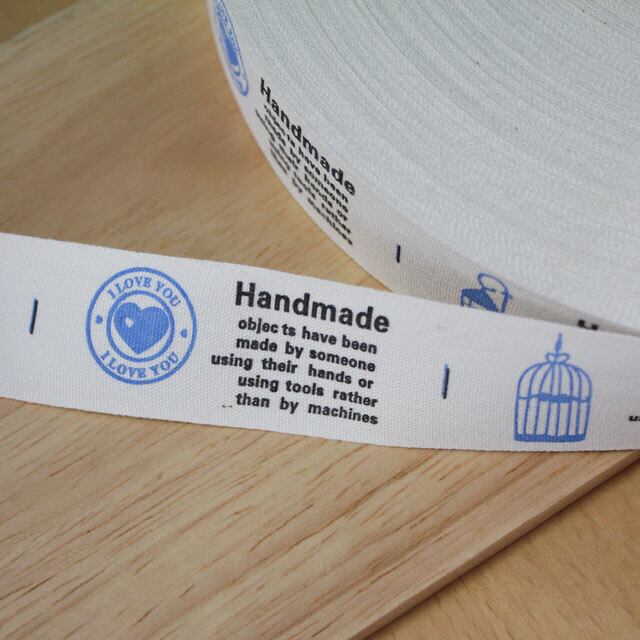 I LOVE YOU
I LOVE YOU
Handmade
objec ts have been
made by someone
using their hands or
using tools rather
than by machines
Handmade